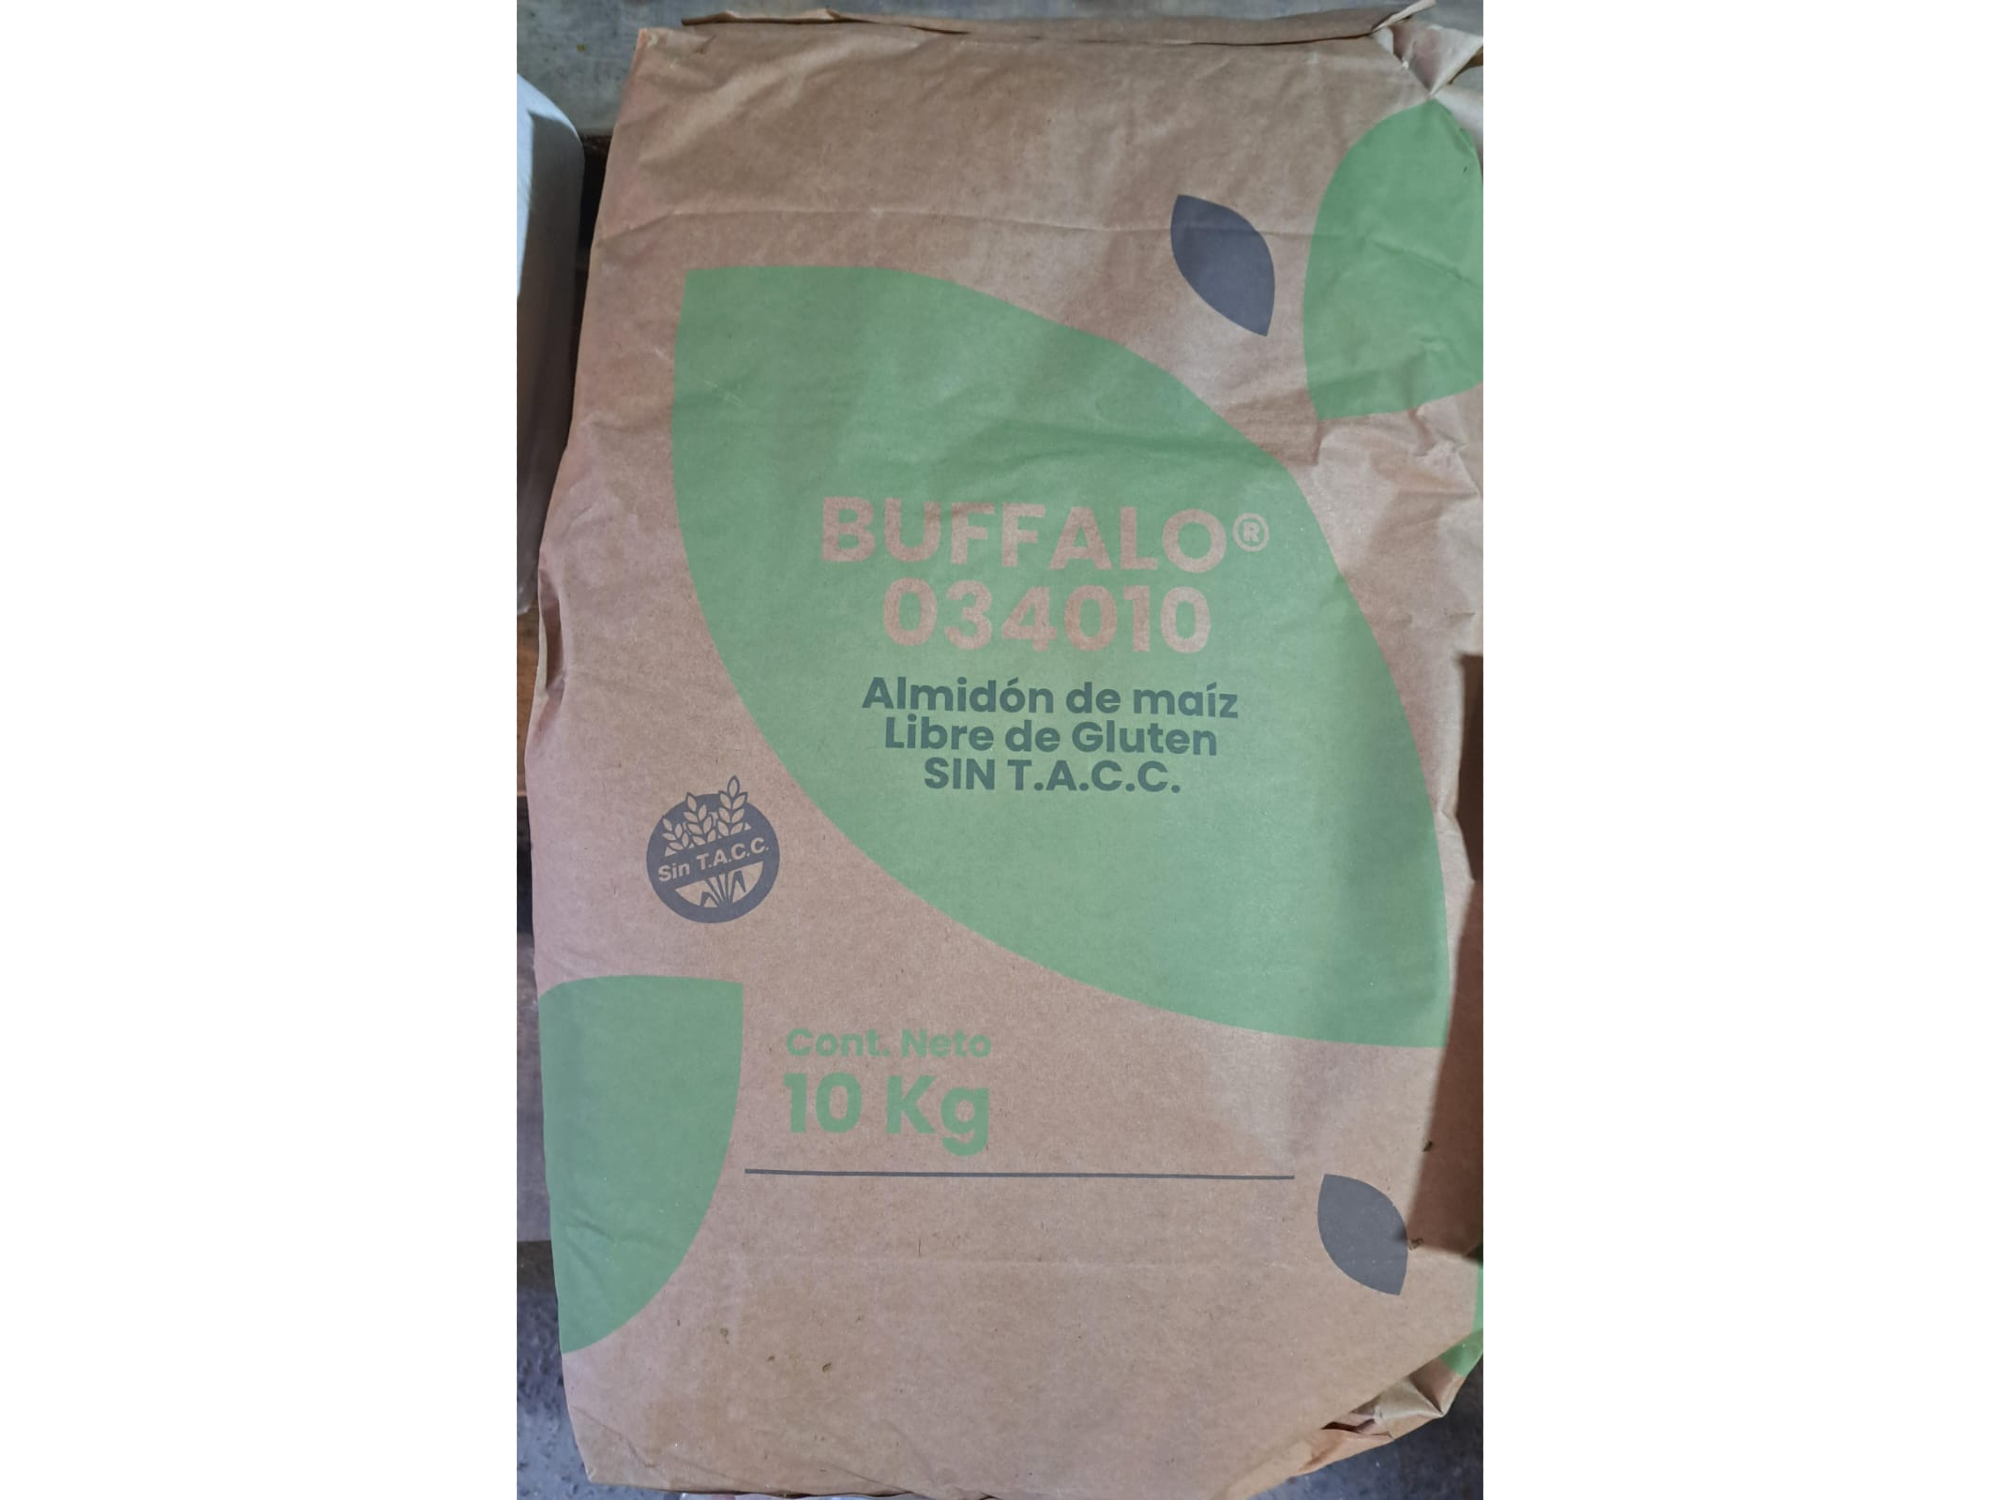 BUFFALO®
034010
Almidón de maíz
Libre de Gluten
SIN T.A.C.C.
Sin T.A.C.C.
Cont. Neto
10 Kg